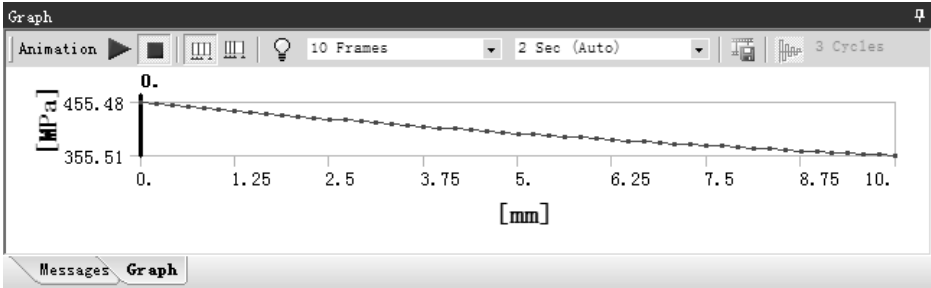 Graph
Animation 10 Frames 2 Sec (Auto) 3 Cycles
0.
455.48
[MPa]
355.51
0. 1.25 2.5 3.75 5. 6.25 7.5 8.75 10.
[mm]
Messages Graph